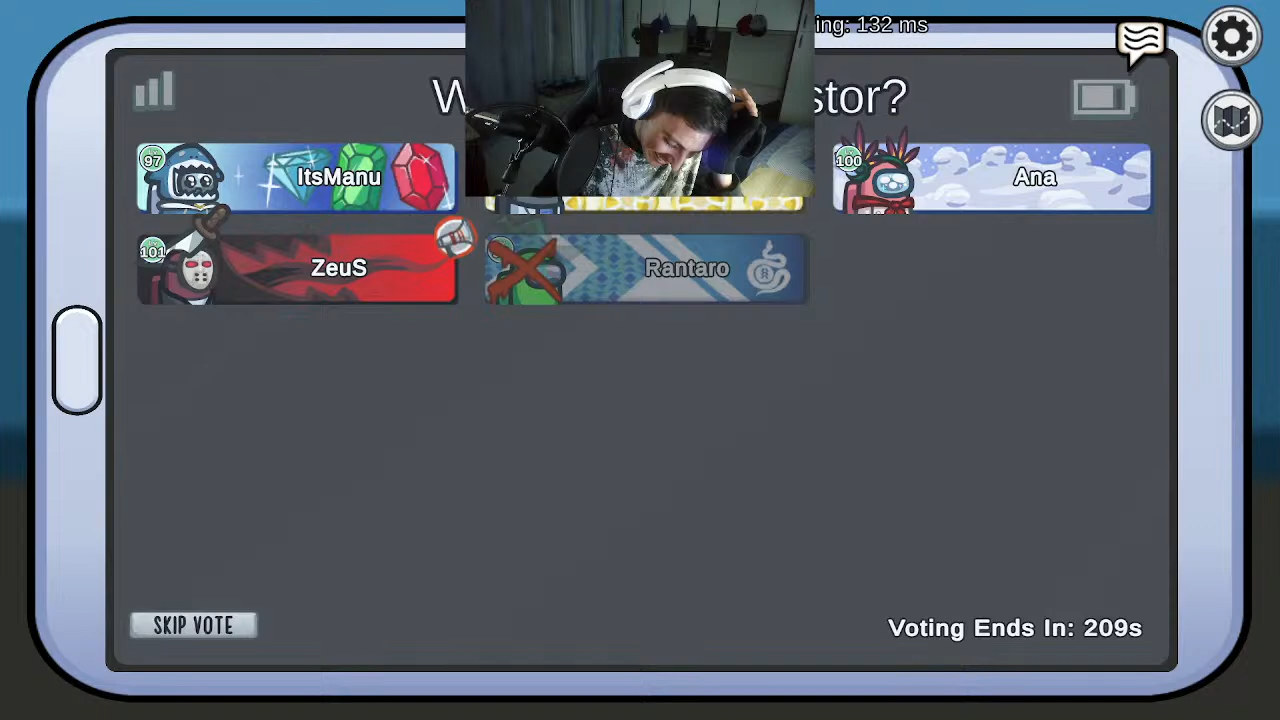 ing: 132 ms
W stor?
97 ItsManu
100 Ana
101 ZeuS
Rantaro
SKIP VOTE
Voting Ends In: 209s